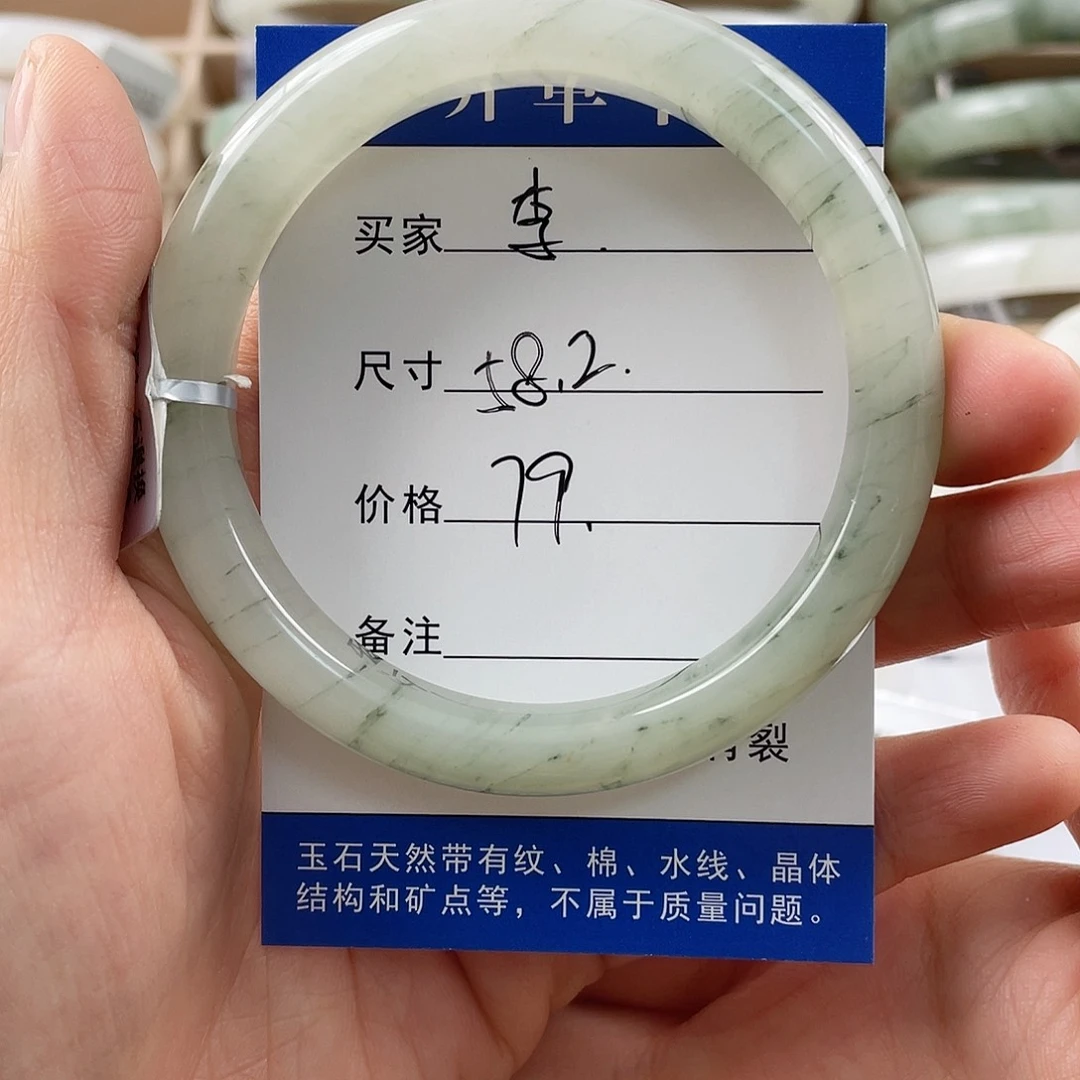 买家 李.
尺寸 58.2.
价格 79.
备注
裂
玉石天然带有纹、棉、水线、晶体
结构和矿点等，不属于质量问题。